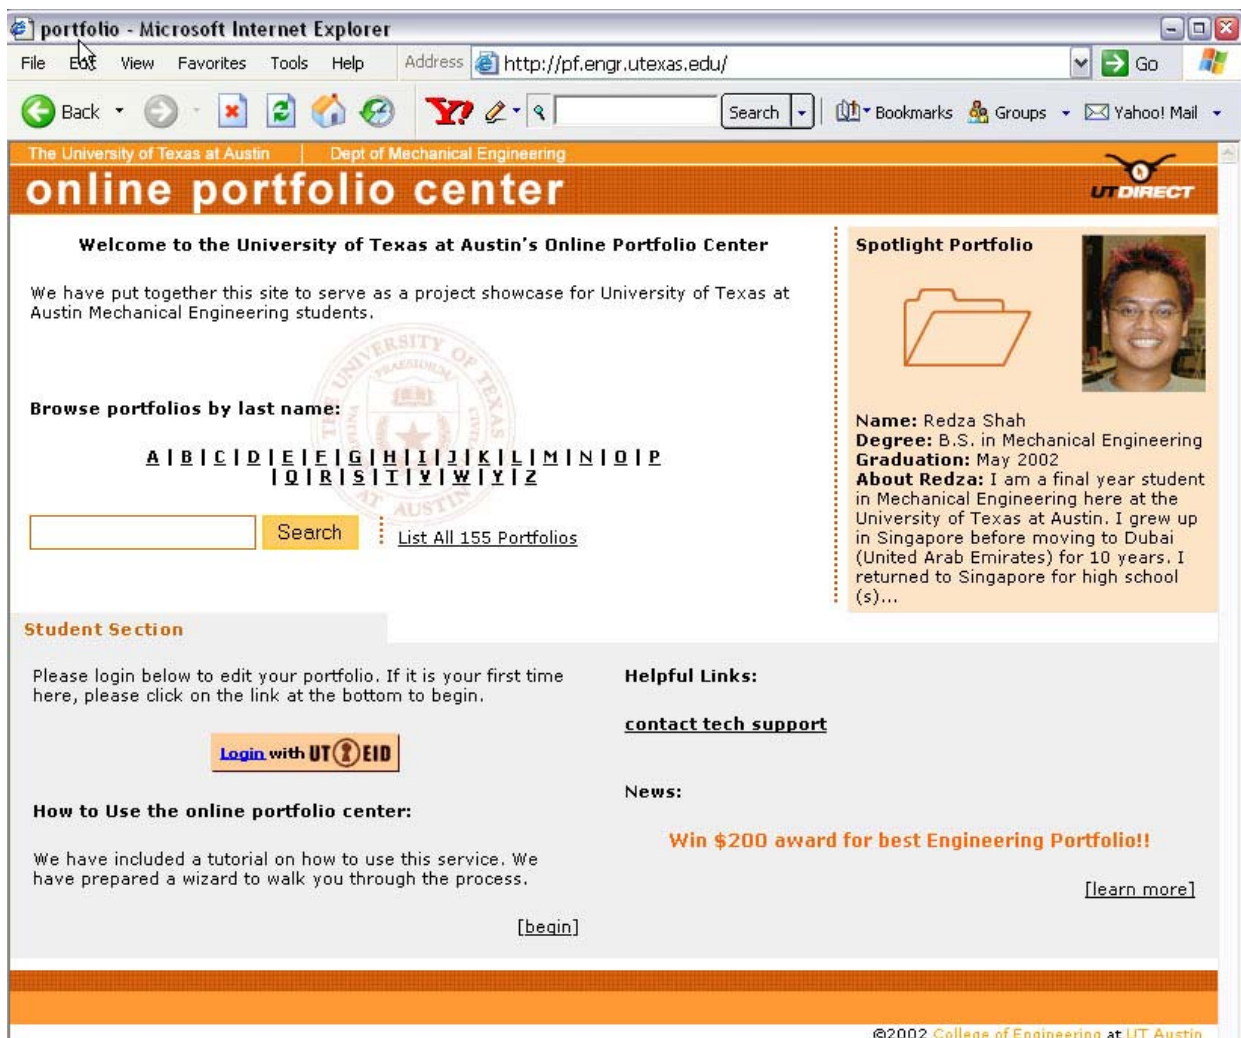 portfolio - Microsoft Internet Explorer
File Edit View Favorites Tools Help Address http://pf.engr.utexas.edu/ Go
Back Y! Search Bookmarks Groups Yahoo! Mail
The University of Texas at Austin | Dept of Mechanical Engineering
online portfolio center
UTDIRECT
Welcome to the University of Texas at Austin's Online Portfolio Center
We have put together this site to serve as a project showcase for University of Texas at
Austin Mechanical Engineering students.
THE UNIVERSITY OF TEXAS AT AUSTIN
Browse portfolios by last name:
A | B | C | D | E | F | G | H | I | J | K | L | M | N | O | P
| Q | R | S | T | V | W | Y | Z
Search
List All 155 Portfolios
Spotlight Portfolio
Name: Redza Shah
Degree: B.S. in Mechanical Engineering
Graduation: May 2002
About Redza: I am a final year student
in Mechanical Engineering here at the
University of Texas at Austin. I grew up
in Singapore before moving to Dubai
(United Arab Emirates) for 10 years. I
returned to Singapore for high school
(s)...
Student Section
Please login below to edit your portfolio. If it is your first time
here, please click on the link at the bottom to begin.
Login with UT EID
How to Use the online portfolio center:
We have included a tutorial on how to use this service. We
have prepared a wizard to walk you through the process.
[begin]
Helpful Links:
contact tech support
News:
Win $200 award for best Engineering Portfolio!!
[learn more]
©2002 College of Engineering at UT Austin